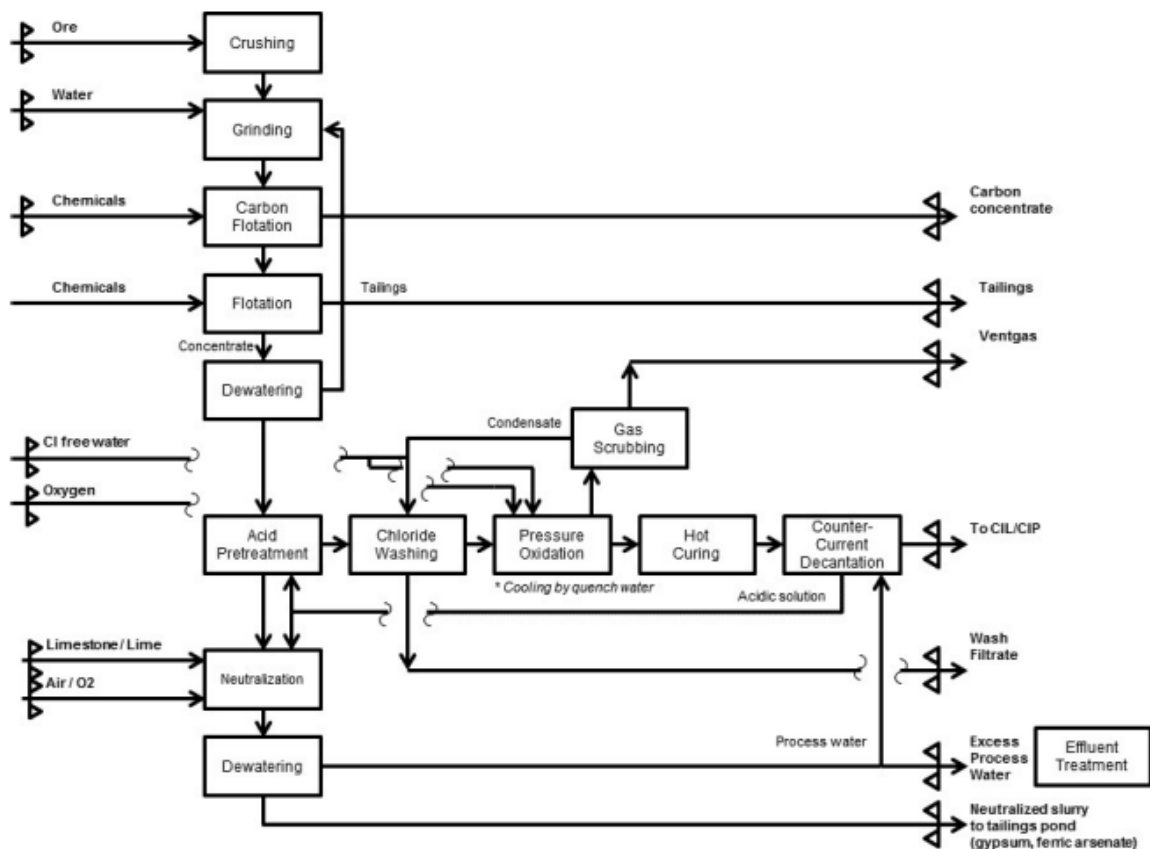 Ore
Crushing
Water
Grinding
Chemicals
Carbon
Flotation
Carbon
concentrate
Chemicals
Flotation
Tailings
Tailings
Concentrate
Ventgas
Dewatering
Condensate
Gas
Scrubbing
Cl free water
Oxygen
Acid
Pretreatment
Chloride
Washing
Pressure
Oxidation
Hot
Curing
Counter-
Current
Decantation
To CIL/CIP
* Cooling by quench water
Acidic solution
Limestone / Lime
Air / O2
Neutralization
Wash
Filtrate
Dewatering
Process water
Excess
Process
Water
Effluent
Treatment
Neutralized slurry
to tailings pond
(gypsum, ferric arsenate)